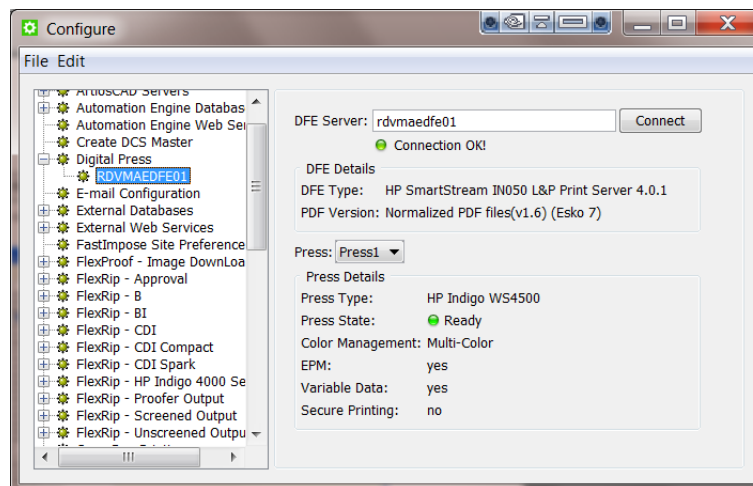 Configure
File Edit
ArtiosCAD Servers
Automation Engine Databas
Automation Engine Web Ser
Create DCS Master
Digital Press
RDVMAEDFE01
E-mail Configuration
External Databases
External Web Services
FastImpose Site Preference
FlexProof - Image DownLoa
FlexRip - Approval
FlexRip - B
FlexRip - BI
FlexRip - CDI
FlexRip - CDI Compact
FlexRip - CDI Spark
FlexRip - HP Indigo 4000 Se
FlexRip - Proofer Output
FlexRip - Screened Output
FlexRip - Unscreened Outpu
DFE Server: rdvmaedfe01 Connect
Connection OK!
DFE Details
DFE Type: HP SmartStream IN050 L&P Print Server 4.0.1
PDF Version: Normalized PDF files(v1.6) (Esko 7)
Press: Press1
Press Details
Press Type: HP Indigo WS4500
Press State: Ready
Color Management: Multi-Color
EPM: yes
Variable Data: yes
Secure Printing: no